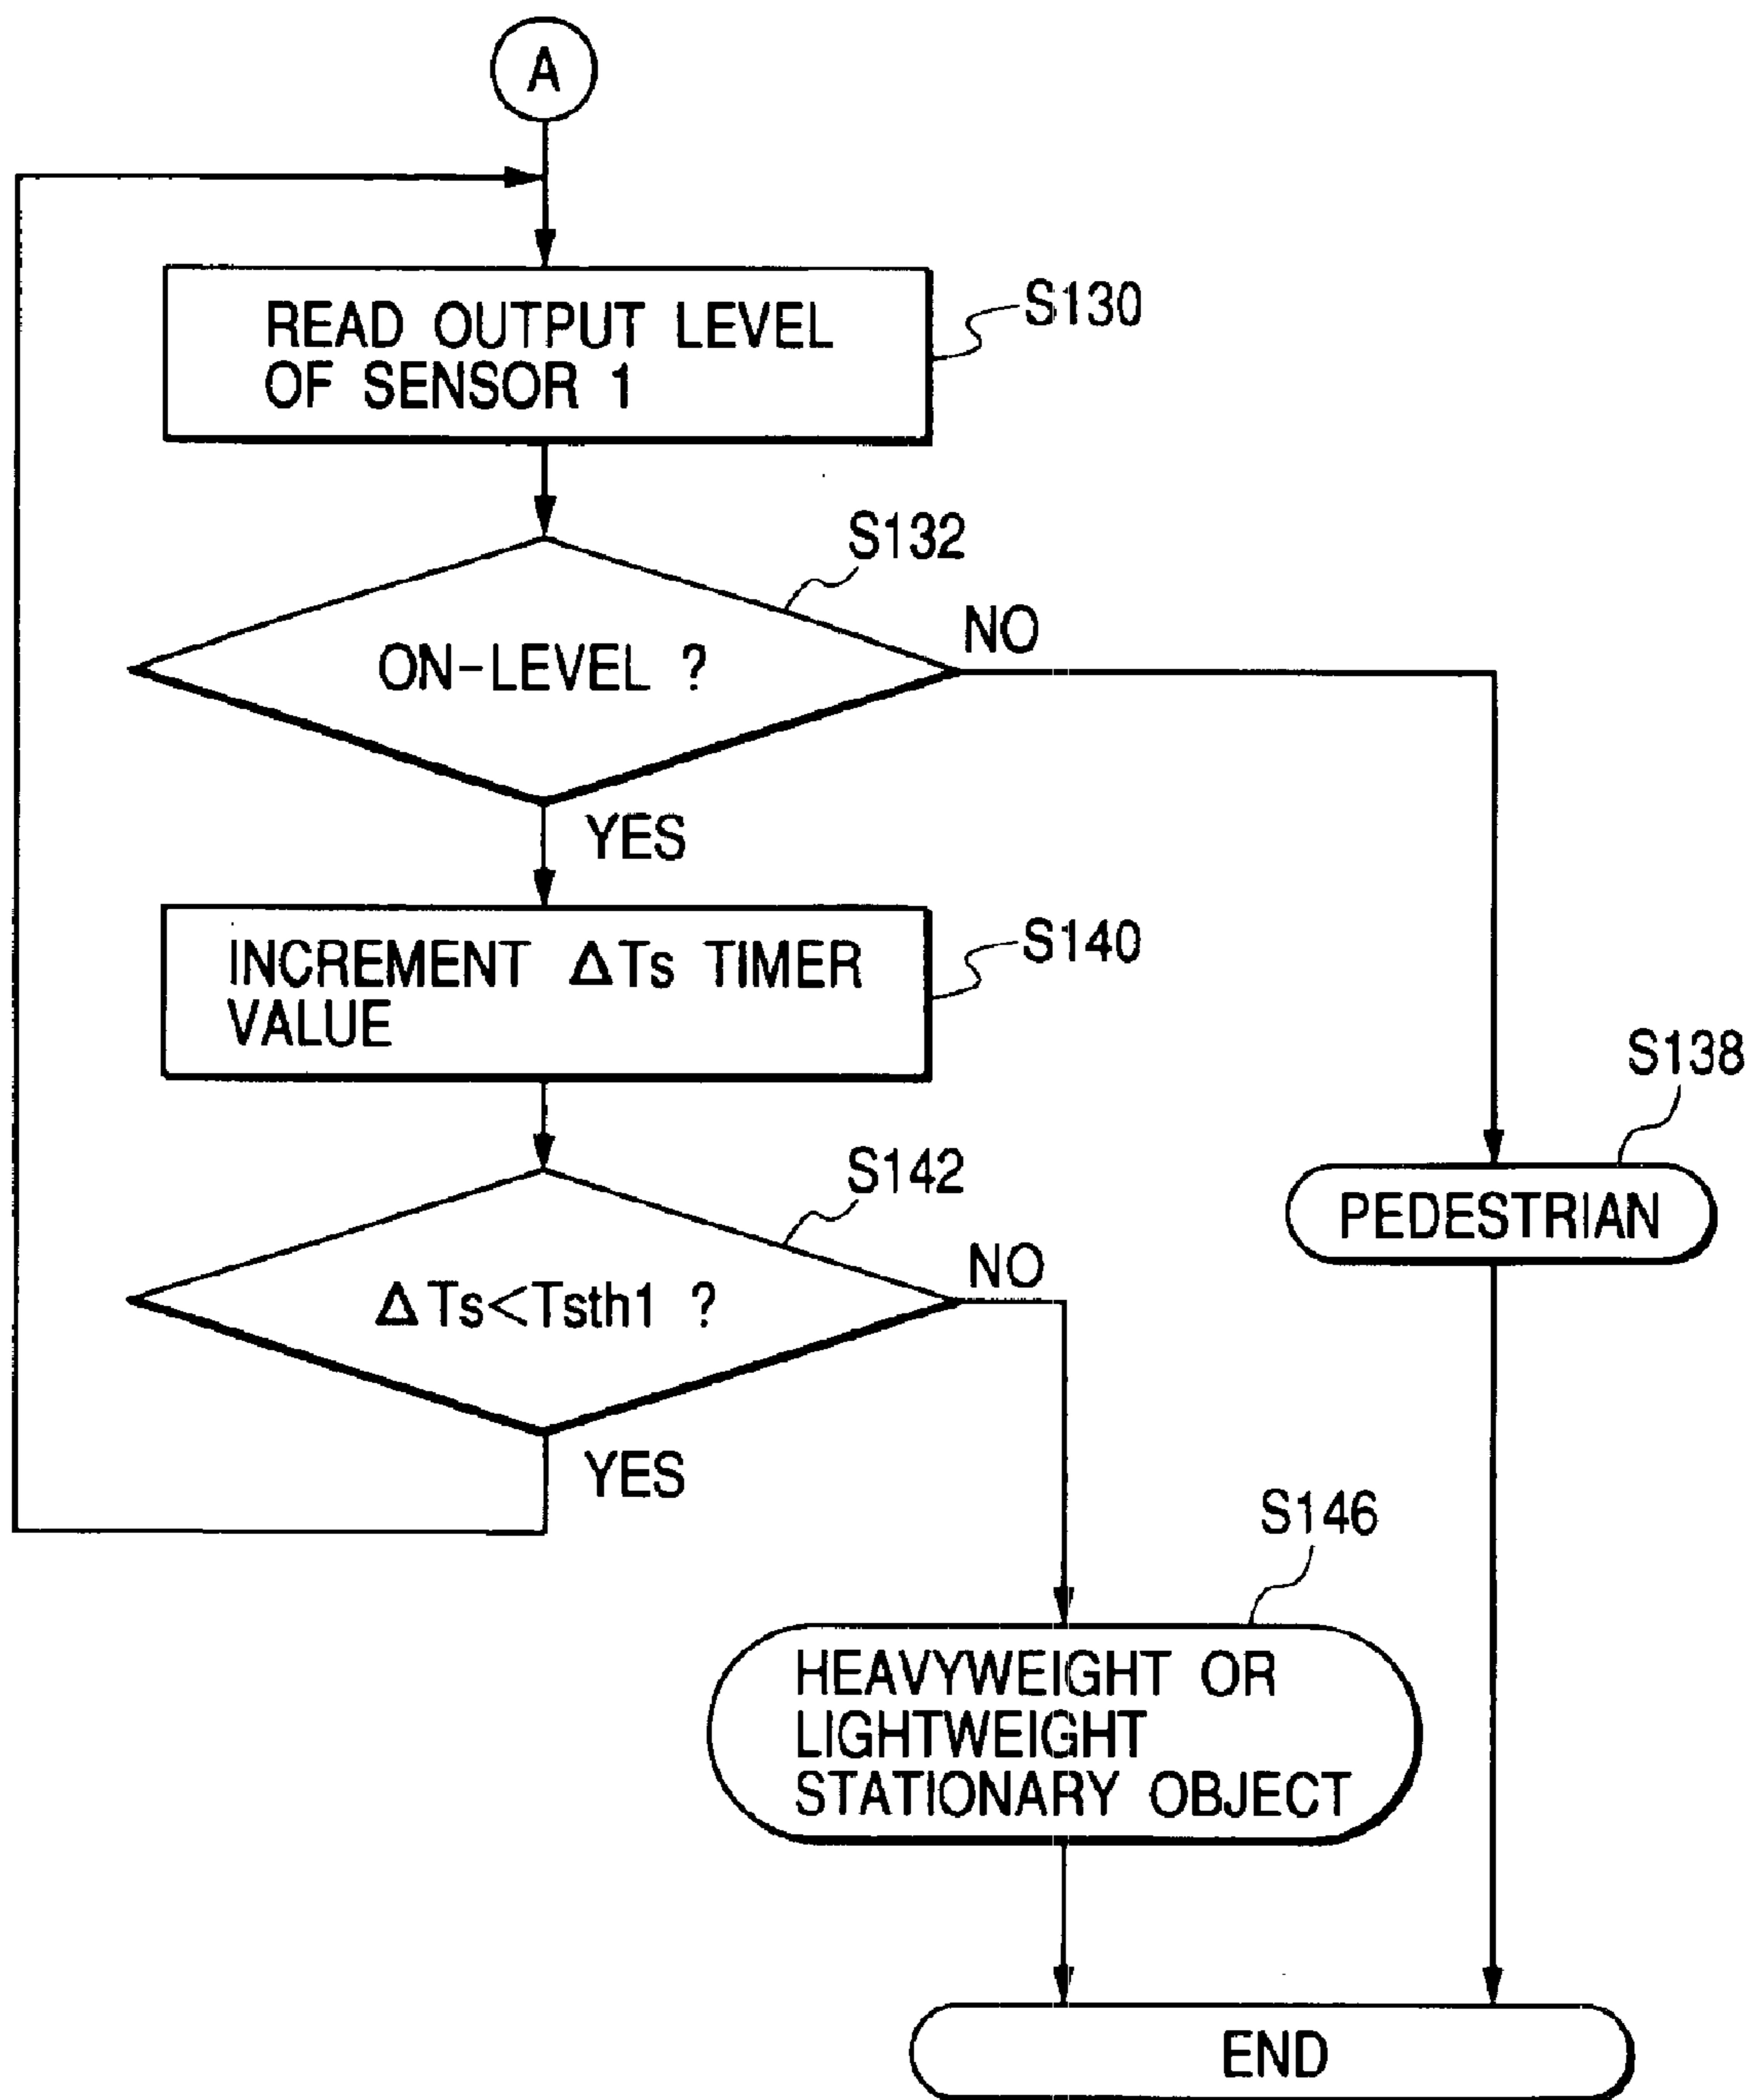 A
READ OUTPUT LEVEL
OF SENSOR 1
S130
S132
ON-LEVEL ?
NO
YES
INCREMENT ΔTs TIMER
VALUE
S140
S138
PEDESTRIAN
S142
ΔTs<Tsth1 ?
NO
YES
S146
HEAVYWEIGHT OR
LIGHTWEIGHT
STATIONARY OBJECT
END